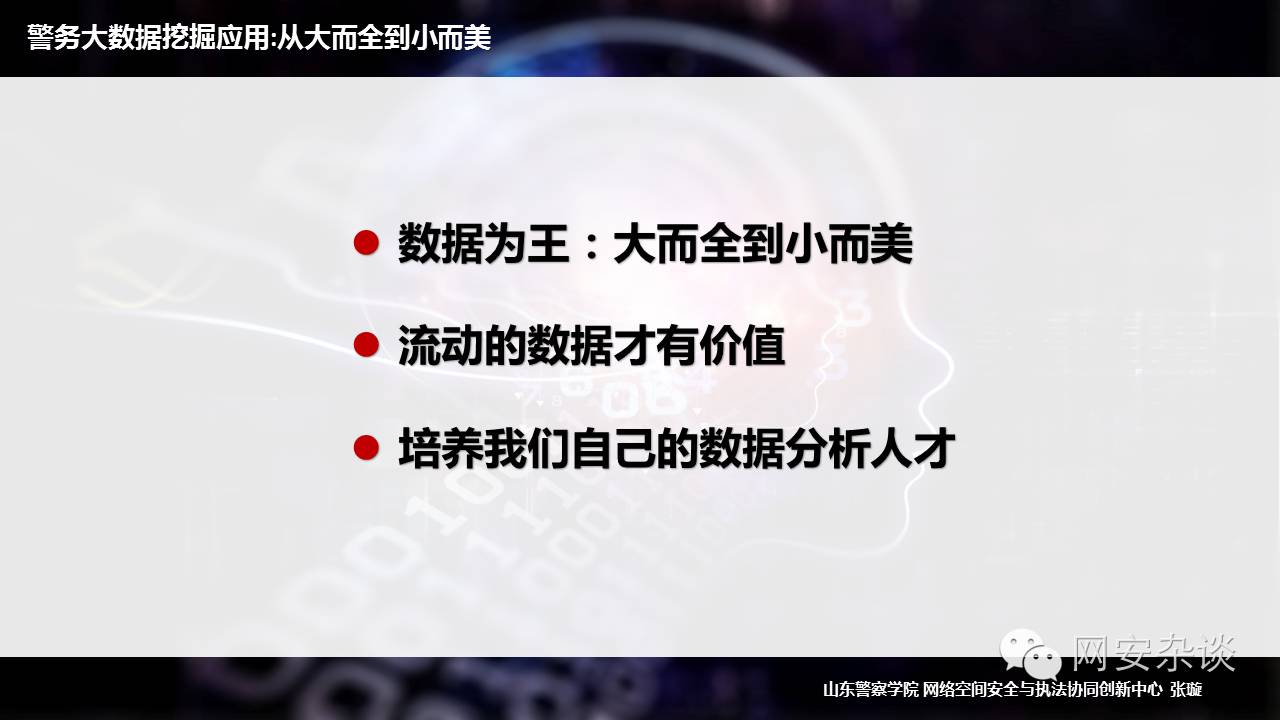 警务大数据挖掘应用:从大而全到小而美
数据为王：大而全到小而美
流动的数据才有价值
培养我们自己的数据分析人才
网安杂谈
山东警察学院 网络空间安全与执法协同创新中心 张璇